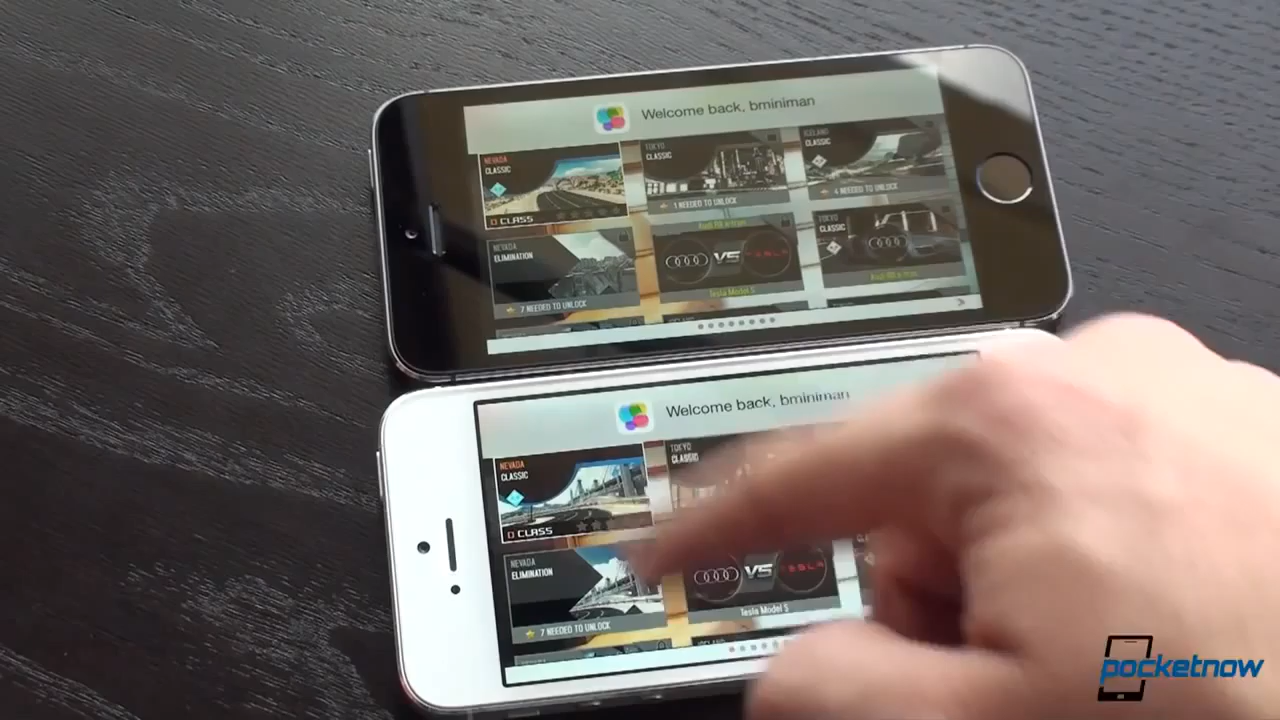 Welcome back, bminiman
NEVADA
CLASSIC
D CLASS
TOKYO
CLASSIC
1 NEEDED TO UNLOCK
ICELAND
CLASSIC
4 NEEDED TO UNLOCK
NEVADA
ELIMINATION
7 NEEDED TO UNLOCK
VS
TESLA
Tesla Model S
TOKYO
CLASSIC
Welcome back, bminiman
NEVADA
CLASSIC
D CLASS
TOKYO
CLASSIC
NEVADA
ELIMINATION
7 NEEDED TO UNLOCK
VS
TESLA
Tesla Model S
pocketnow